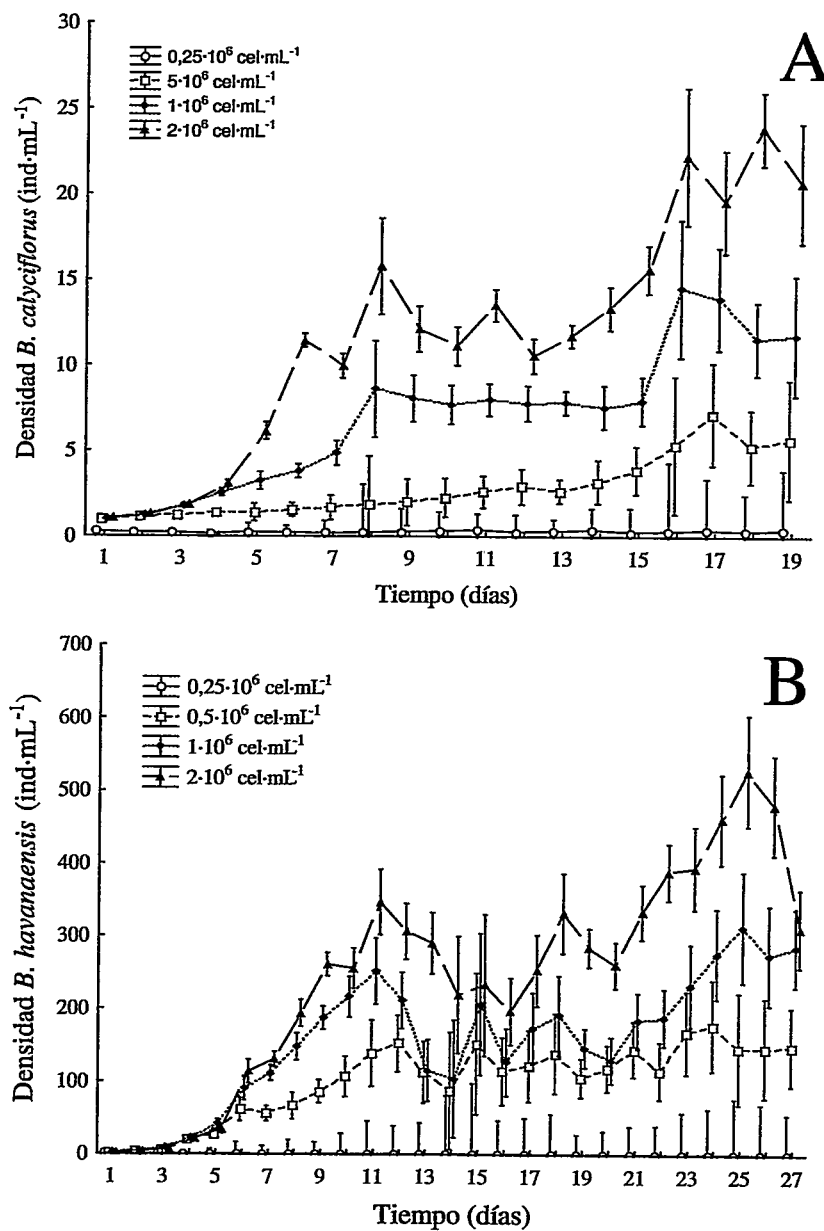 30
25
20
15
10
5
0
Densidad B. calyciflorus (ind·mL⁻¹)
0,25·10⁶ cel·mL⁻¹
5·10⁶ cel·mL⁻¹
1·10⁶ cel·mL⁻¹
2·10⁶ cel·mL⁻¹
A
1 3 5 7 9 11 13 15 17 19
Tiempo (días)
700
600
500
400
300
200
100
0
Densidad B. havanaensis (ind·mL⁻¹)
0,25·10⁶ cel·mL⁻¹
0,5·10⁶ cel·mL⁻¹
1·10⁶ cel·mL⁻¹
2·10⁶ cel·mL⁻¹
B
1 3 5 7 9 11 13 15 17 19 21 23 25 27
Tiempo (días)